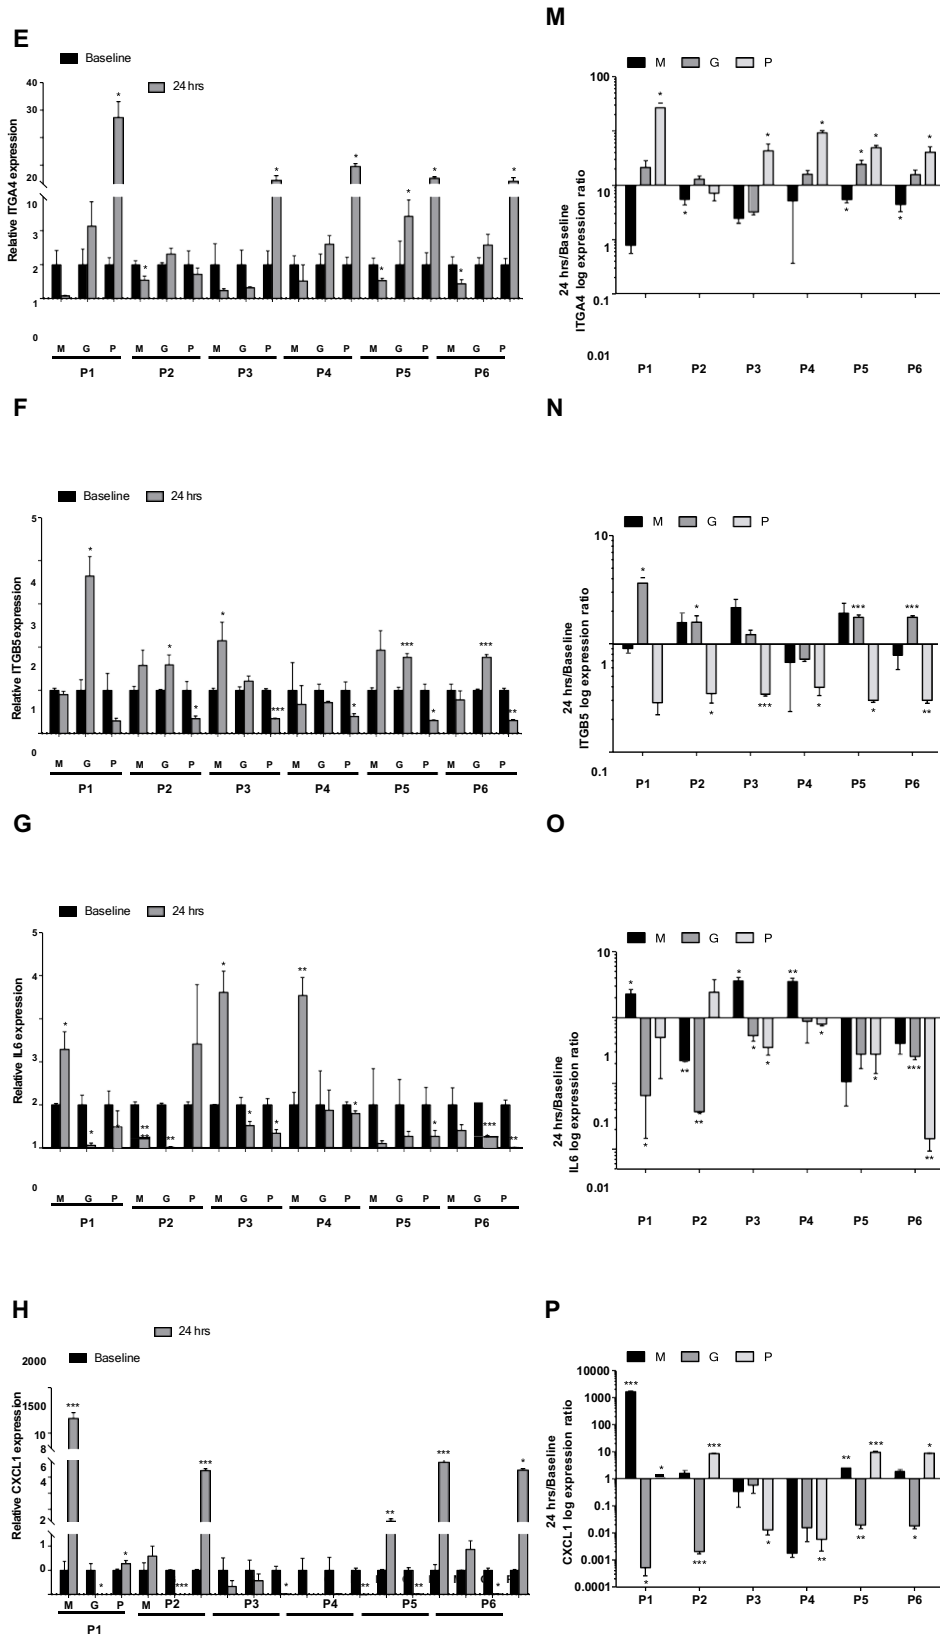 E
Baseline
24 hrs
Relative ITGA4 expression
40
30
20
10
3
2
1
0
* * * * * * * * *
M G P M G P M G P M G P M G P M G P
P1 P2 P3 P4 P5 P6
M
M G P
24 hrs/Baseline
ITGA4 log expression ratio
100
10
1
0.1
0.01
* * * * * * * * *
P1 P2 P3 P4 P5 P6
F
Baseline 24 hrs
Relative ITGB5 expression
5
4
3
2
1
0
* * * * *** * *** * *** **
M G P M G P M G P M G P M G P M G P
P1 P2 P3 P4 P5 P6
N
M G P
24 hrs/Baseline
ITGB5 log expression ratio
10
1
0.1
* * *** ***
* *** * * **
P1 P2 P3 P4 P5 P6
G
Baseline 24 hrs
Relative IL6 expression
5
4
3
2
1
0
* * ** ** ** * * * ** * * *** **
M G P M G P M G P M G P M G P M G P
P1 P2 P3 P4 P5 P6
O
M G P
24 hrs/Baseline
IL6 log expression ratio
10
1
0.1
0.01
* * **
* ** ** * * * * *** **
P1 P2 P3 P4 P5 P6
H
24 hrs
Baseline
Relative CXCL1 expression
2000
1500
10
8
6
4
2
1
0
*** * * *** *** * ** ** ** *** * *
M G P M
P1 P2 P3 P4 P5 P6
P
M G P
24 hrs/Baseline
CXCL1 log expression ratio
10000
1000
100
10
1
0.1
0.01
0.001
0.0001
*** * *** ** *** *
* *** * ** ** *
P1 P2 P3 P4 P5 P6